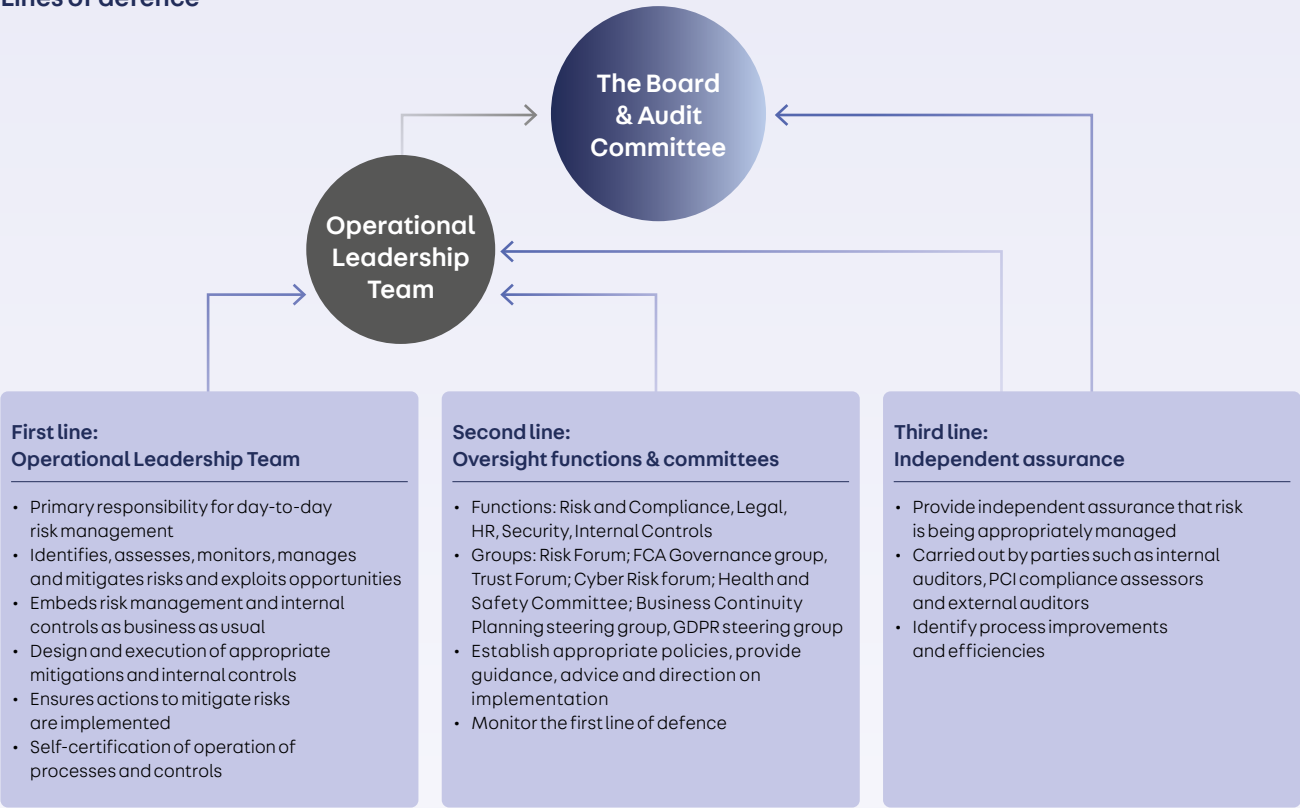 Lines of defence
The Board
& Audit
Committee
Operational
Leadership
Team
First line:
Operational Leadership Team
• Primary responsibility for day-to-day
risk management
• Identifies, assesses, monitors, manages
and mitigates risks and exploits opportunities
• Embeds risk management and internal
controls as business as usual
• Design and execution of appropriate
mitigations and internal controls
• Ensures actions to mitigate risks
are implemented
• Self-certification of operation of
processes and controls
Second line:
Oversight functions & committees
• Functions: Risk and Compliance, Legal,
HR, Security, Internal Controls
• Groups: Risk Forum; FCA Governance group,
Trust Forum; Cyber Risk forum; Health and
Safety Committee; Business Continuity
Planning steering group, GDPR steering group
• Establish appropriate policies, provide
guidance, advice and direction on
implementation
• Monitor the first line of defence
Third line:
Independent assurance
• Provide independent assurance that risk
is being appropriately managed
• Carried out by parties such as internal
auditors, PCI compliance assessors
and external auditors
• Identify process improvements
and efficiencies